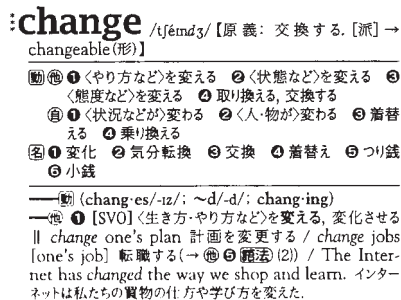 ⁑change /tʃéɪndʒ/【原義：交換する．[派]→
changeable(形)】
動 他 ❶〈やり方など〉を変える ❷〈状態など〉を変える ❸
〈態度など〉を変える ❹ 取り換える，交換する
自 ❶〈状況などが〉変わる ❷〈人・物が〉変わる ❸ 着替
える ❹ 乗り換える
名 ❶ 変化 ❷ 気分転換 ❸ 交換 ❹ 着替え ❺ つり銭
❻ 小銭
──動 (chang·es/-ɪz/; ~d/-d/; chang·ing)
──他 ❶ [SVO]〈生き方・やり方など〉を変える，変化させる
‖ change one's plan 計画を変更する / change jobs
[one's job] 転職する(→ 他 ❺ 語法 (2)) / The Inter-
net has changed the way we shop and learn. インター
ネットは私たちの買物の仕方や学び方を変えた.